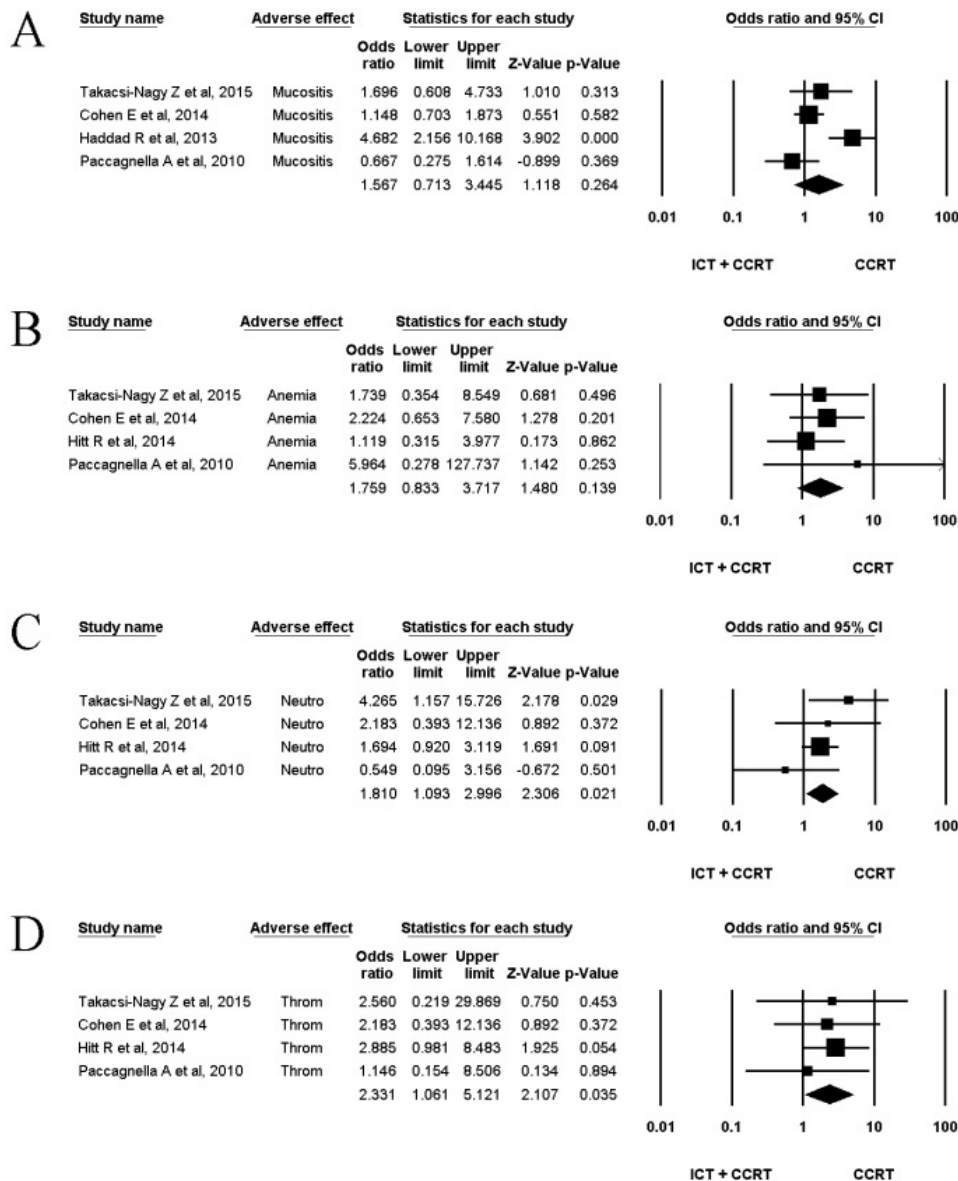 A
Study name Adverse effect Statistics for each study Odds ratio and 95% CI
Odds Lower Upper
ratio limit limit Z-Value p-Value
Takacsi-Nagy Z et al, 2015 Mucositis 1.696 0.608 4.733 1.010 0.313
Cohen E et al, 2014 Mucositis 1.148 0.703 1.873 0.551 0.582
Haddad R et al, 2013 Mucositis 4.682 2.156 10.168 3.902 0.000
Paccagnella A et al, 2010 Mucositis 0.667 0.275 1.614 -0.899 0.369
1.567 0.713 3.445 1.118 0.264
0.01 0.1 1 10 100
ICT + CCRT CCRT
B
Study name Adverse effect Statistics for each study Odds ratio and 95% CI
Odds Lower Upper
ratio limit limit Z-Value p-Value
Takacsi-Nagy Z et al, 2015 Anemia 1.739 0.354 8.549 0.681 0.496
Cohen E et al, 2014 Anemia 2.224 0.653 7.580 1.278 0.201
Hitt R et al, 2014 Anemia 1.119 0.315 3.977 0.173 0.862
Paccagnella A et al, 2010 Anemia 5.964 0.278 127.737 1.142 0.253
1.759 0.833 3.717 1.480 0.139
0.01 0.1 1 10 100
ICT + CCRT CCRT
C
Study name Adverse effect Statistics for each study Odds ratio and 95% CI
Odds Lower Upper
ratio limit limit Z-Value p-Value
Takacsi-Nagy Z et al, 2015 Neutro 4.265 1.157 15.726 2.178 0.029
Cohen E et al, 2014 Neutro 2.183 0.393 12.136 0.892 0.372
Hitt R et al, 2014 Neutro 1.694 0.920 3.119 1.691 0.091
Paccagnella A et al, 2010 Neutro 0.549 0.095 3.156 -0.672 0.501
1.810 1.093 2.996 2.306 0.021
0.01 0.1 1 10 100
ICT + CCRT CCRT
D
Study name Adverse effect Statistics for each study Odds ratio and 95% CI
Odds Lower Upper
ratio limit limit Z-Value p-Value
Takacsi-Nagy Z et al, 2015 Throm 2.560 0.219 29.869 0.750 0.453
Cohen E et al, 2014 Throm 2.183 0.393 12.136 0.892 0.372
Hitt R et al, 2014 Throm 2.885 0.981 8.483 1.925 0.054
Paccagnella A et al, 2010 Throm 1.146 0.154 8.506 0.134 0.894
2.331 1.061 5.121 2.107 0.035
0.01 0.1 1 10 100
ICT + CCRT CCRT